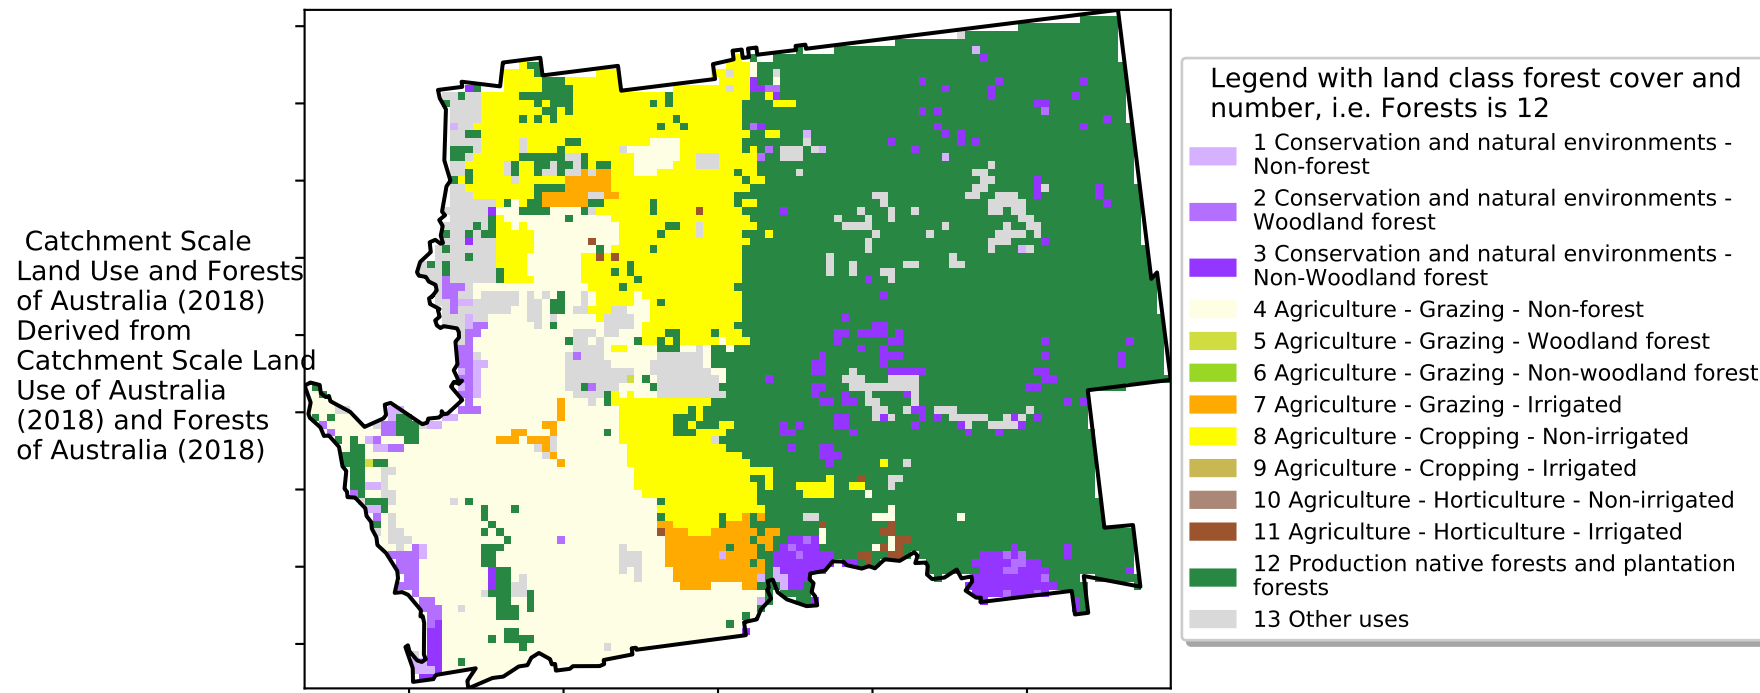 Catchment Scale
Land Use and Forests
of Australia (2018)
Derived from
Catchment Scale Land
Use of Australia
(2018) and Forests
of Australia (2018)
Legend with land class forest cover and
number, i.e. Forests is 12
1 Conservation and natural environments -
Non-forest
2 Conservation and natural environments -
Woodland forest
3 Conservation and natural environments -
Non-Woodland forest
4 Agriculture - Grazing - Non-forest
5 Agriculture - Grazing - Woodland forest
6 Agriculture - Grazing - Non-woodland forest
7 Agriculture - Grazing - Irrigated
8 Agriculture - Cropping - Non-irrigated
9 Agriculture - Cropping - Irrigated
10 Agriculture - Horticulture - Non-irrigated
11 Agriculture - Horticulture - Irrigated
12 Production native forests and plantation
forests
13 Other uses